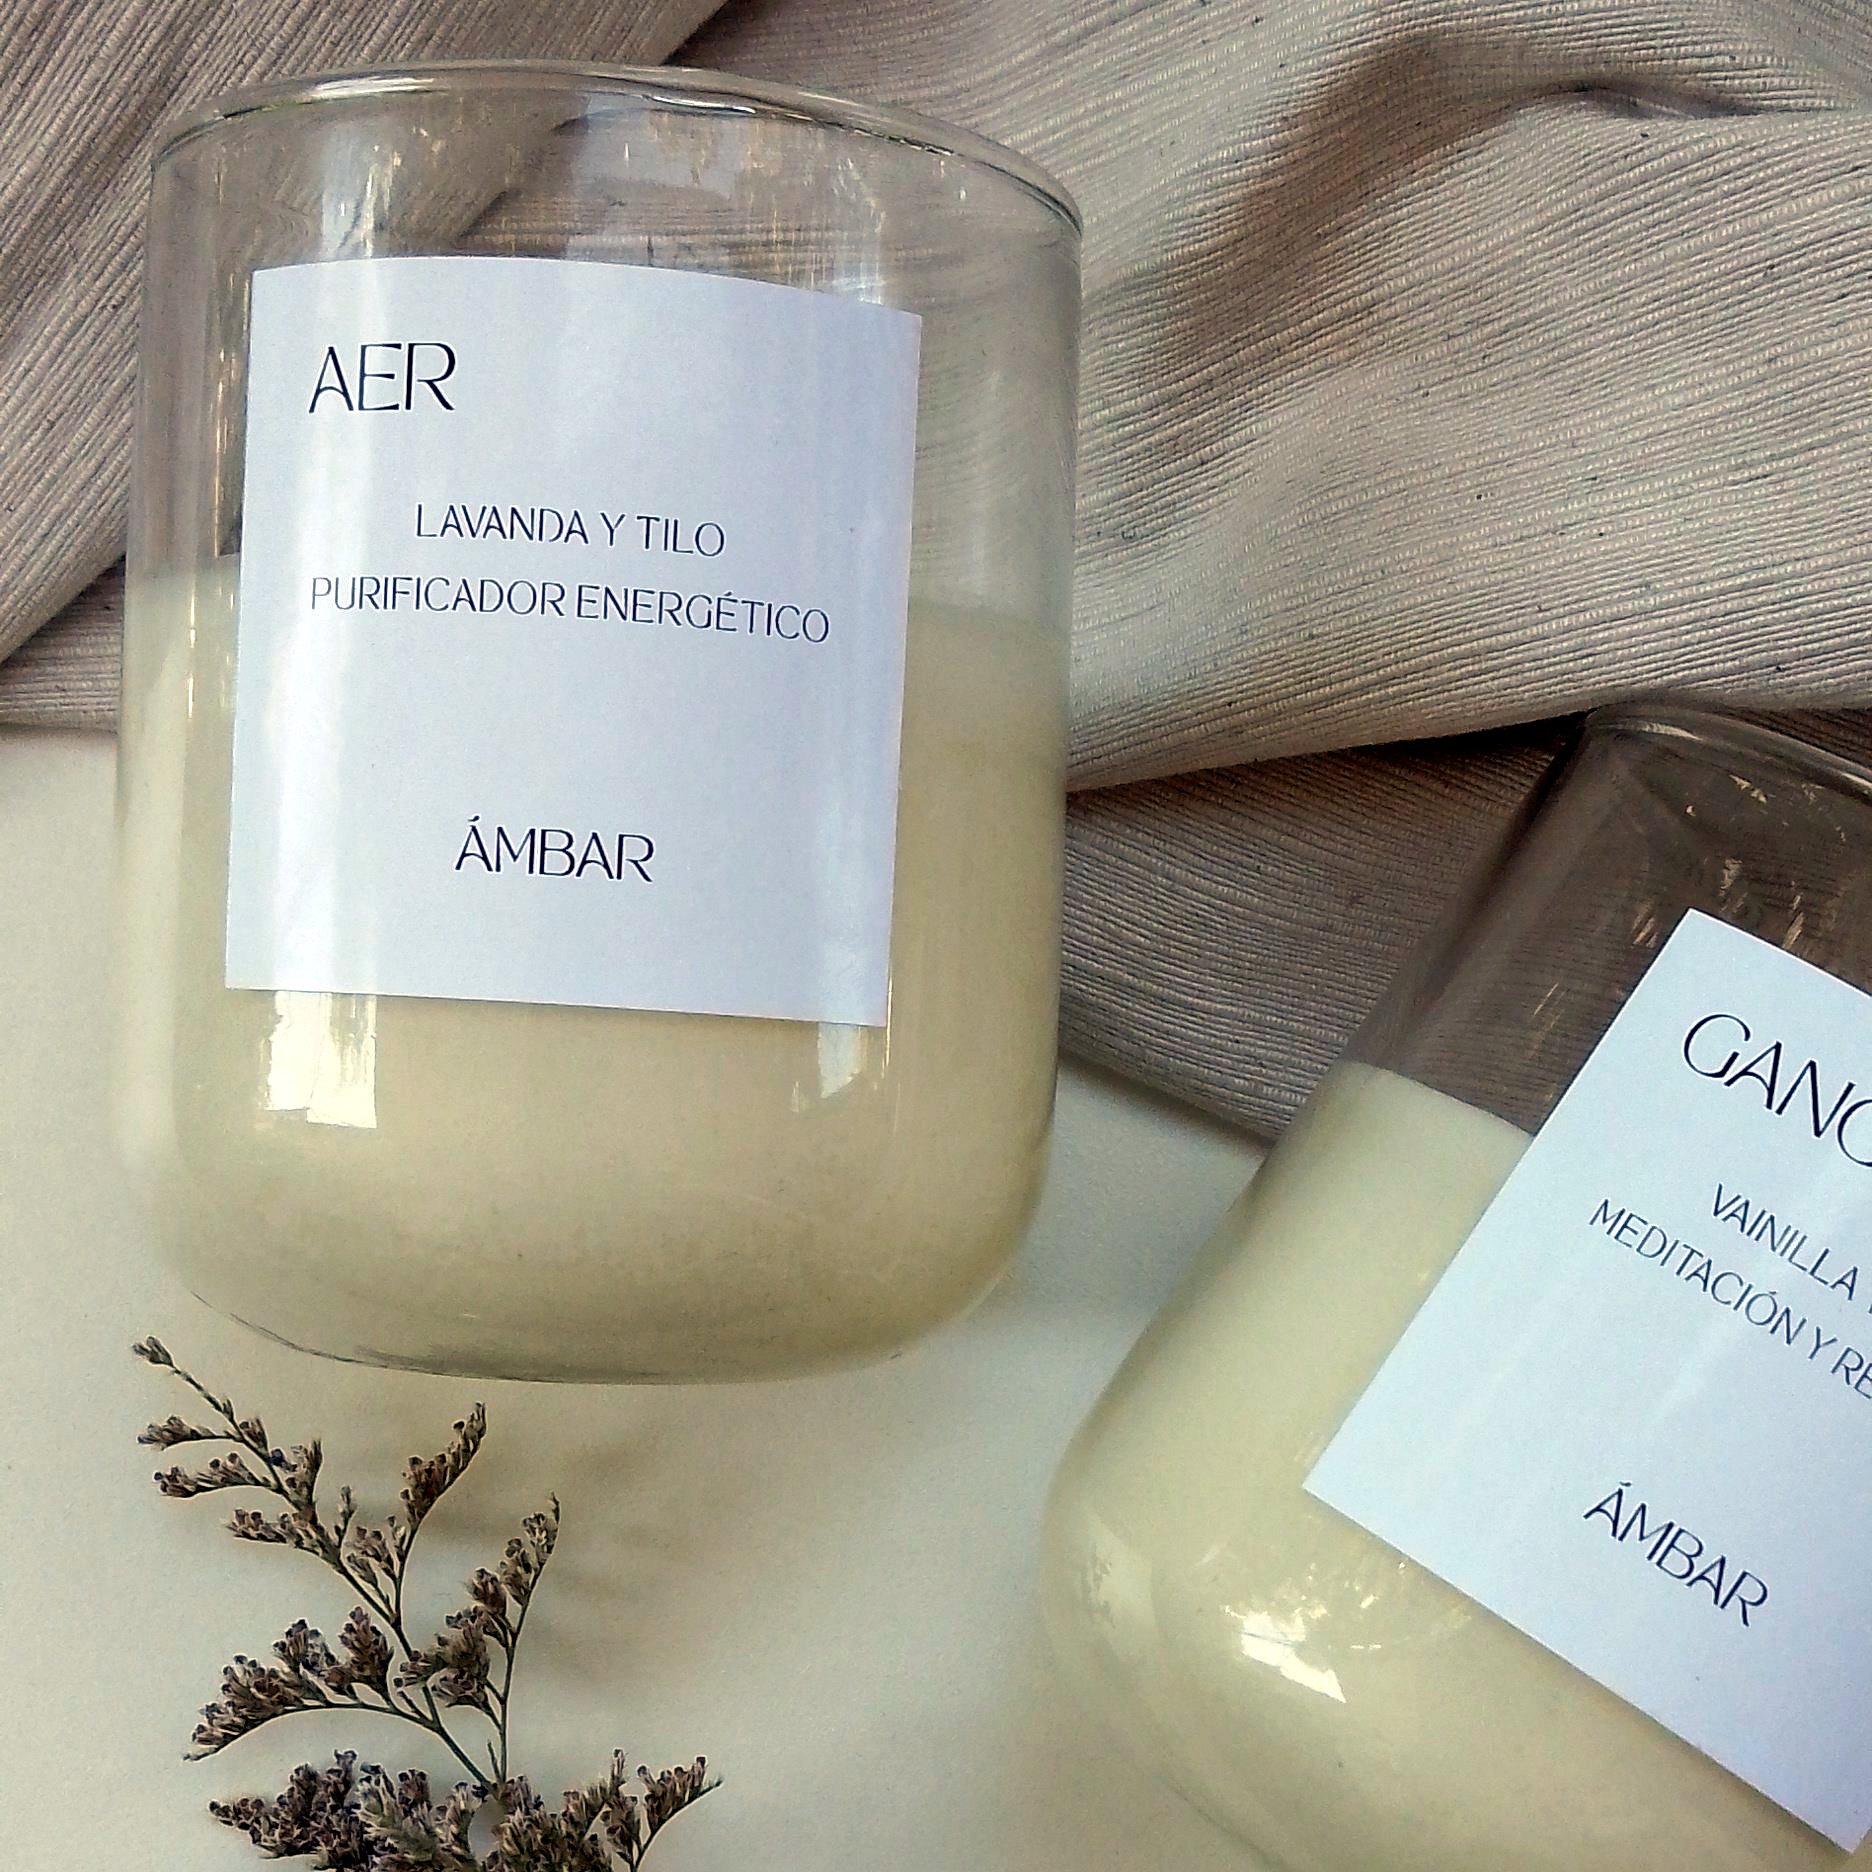 AER
LAVANDA Y TILO
PURIFICADOR ENERGÉTICO
ÁMBAR
VAINILLA
MEDITACIÓN Y
ÁMBAR